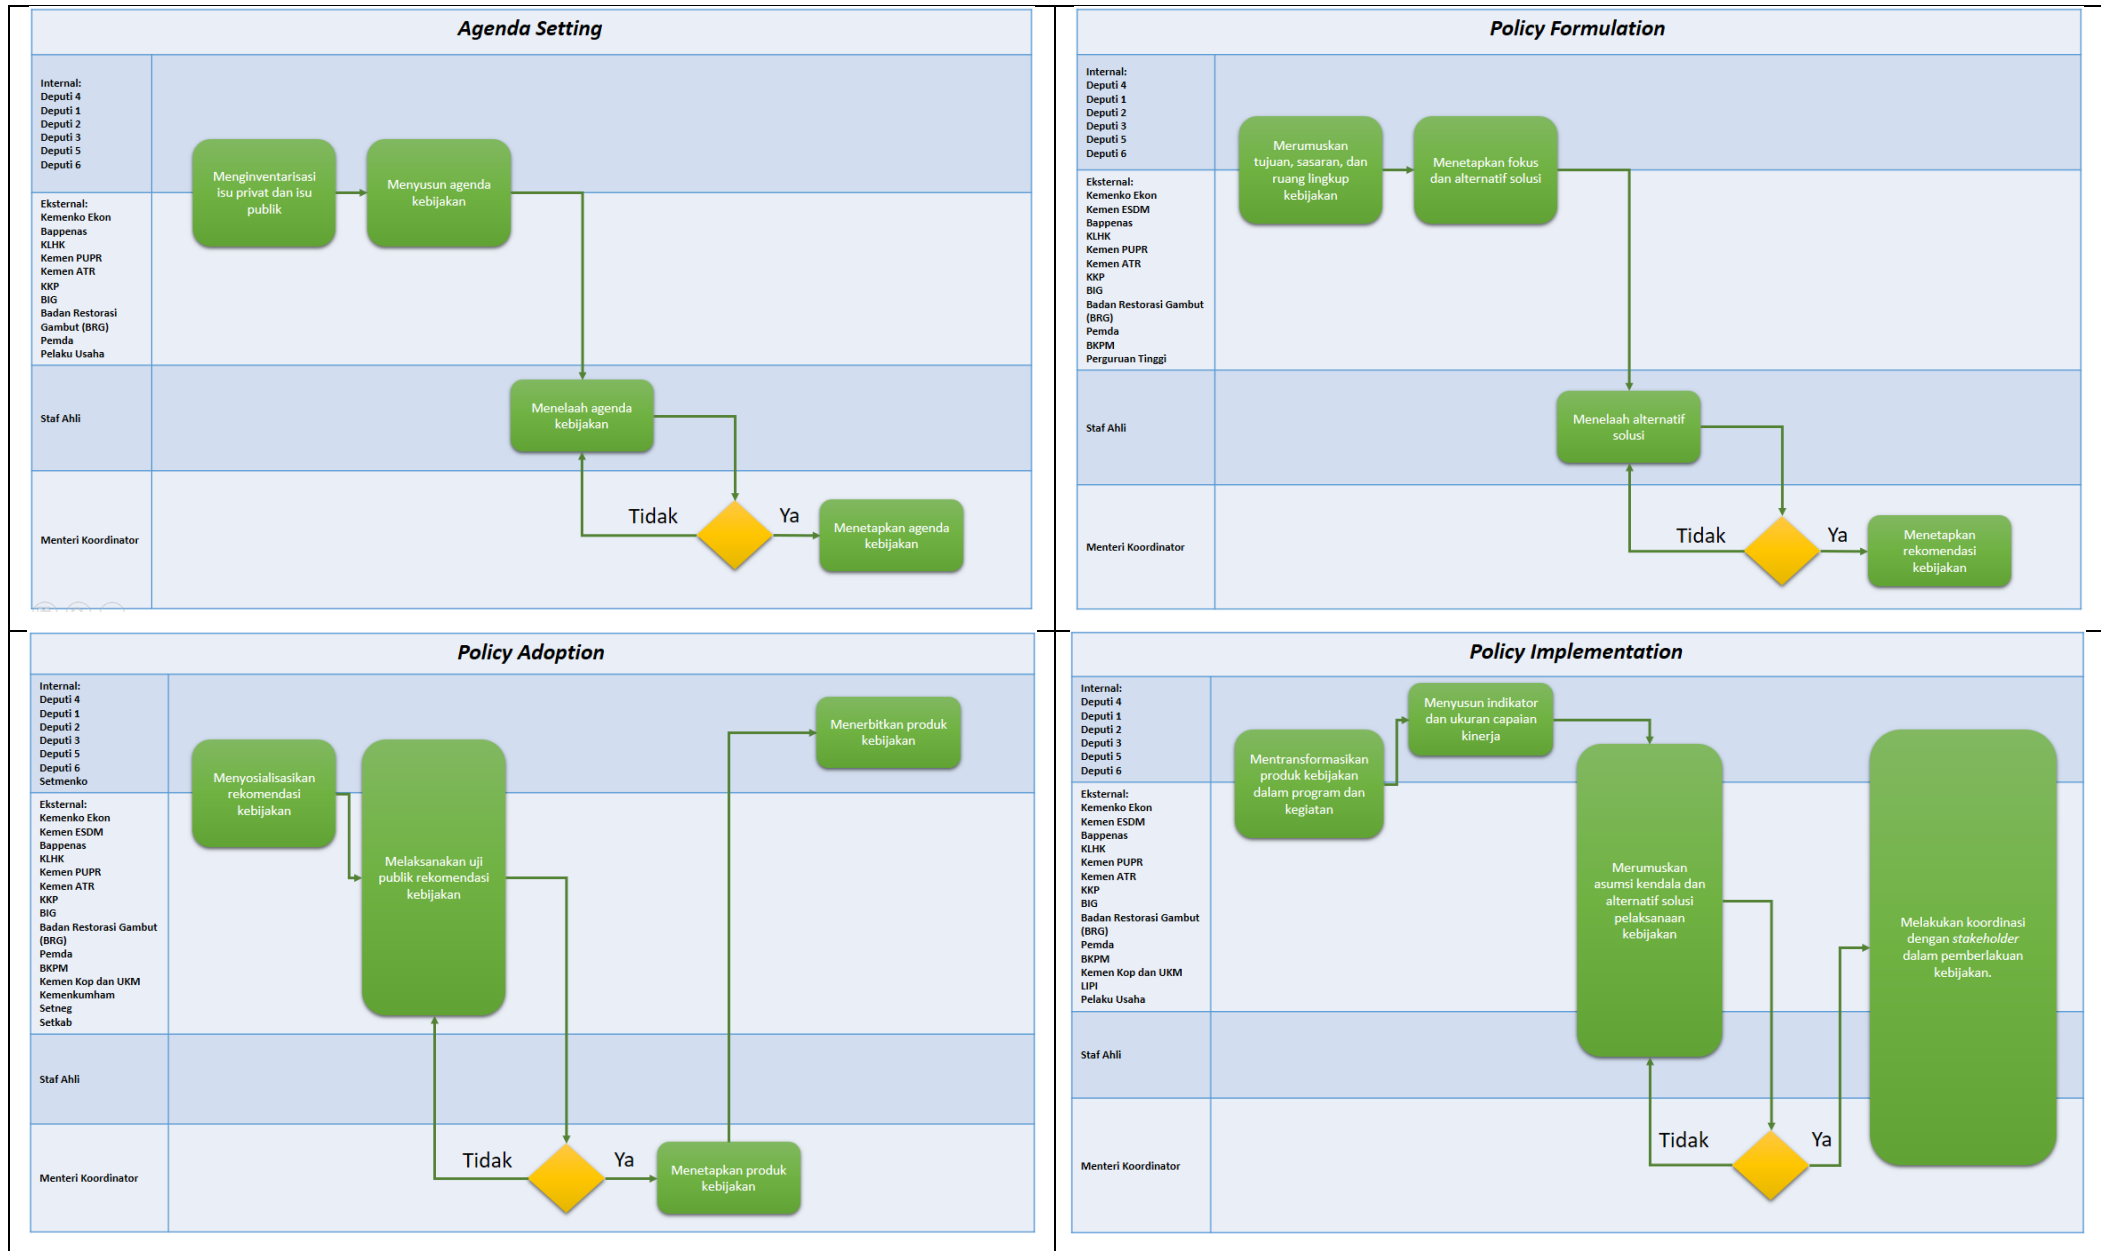 Agenda Setting
Internal:
Deputi 4
Deputi 1
Deputi 2
Deputi 3
Deputi 5
Deputi 6
Eksternal:
Kemenko Ekon
Bappenas
KLHK
Kemen PUPR
Kemen ATR
KKP
BIG
Badan Restorasi
Gambut (BRG)
Pemda
Pelaku Usaha
Staf Ahli
Menteri Koordinator
Menginventarisasi
isu privat dan isu
publik
Menyusun agenda
kebijakan
Menelaah agenda
kebijakan
Tidak
Ya
Menetapkan agenda
kebijakan
Policy Formulation
Internal:
Deputi 4
Deputi 1
Deputi 2
Deputi 3
Deputi 5
Deputi 6
Eksternal:
Kemenko Ekon
Kemen ESDM
Bappenas
KLHK
Kemen PUPR
Kemen ATR
KKP
BIG
Badan Restorasi Gambut
(BRG)
Pemda
BKPM
Perguruan Tinggi
Staf Ahli
Menteri Koordinator
Merumuskan
tujuan, sasaran, dan
ruang lingkup
kebijakan
Menetapkan fokus
dan alternatif solusi
Menelaah alternatif
solusi
Tidak
Ya
Menetapkan
rekomendasi
kebijakan
Policy Adoption
Internal:
Deputi 4
Deputi 1
Deputi 2
Deputi 3
Deputi 5
Deputi 6
Setmenko
Eksternal:
Kemenko Ekon
Kemen ESDM
Bappenas
KLHK
Kemen PUPR
Kemen ATR
KKP
BIG
Badan Restorasi Gambut
(BRG)
Pemda
BKPM
Kemen Kop dan UKM
Kemenkumham
Setneg
Setkab
Staf Ahli
Menteri Koordinator
Menyosialisasikan
rekomendasi
kebijakan
Melaksanakan uji
publik rekomendasi
kebijakan
Tidak
Ya
Menetapkan produk
kebijakan
Menerbitkan produk
kebijakan
Policy Implementation
Internal:
Deputi 4
Deputi 1
Deputi 2
Deputi 3
Deputi 5
Deputi 6
Eksternal:
Kemenko Ekon
Kemen ESDM
Bappenas
KLHK
Kemen PUPR
Kemen ATR
KKP
BIG
Badan Restorasi Gambut
(BRG)
Pemda
BKPM
Kemen Kop dan UKM
LIPI
Pelaku Usaha
Staf Ahli
Menteri Koordinator
Mentransformasikan
produk kebijakan
dalam program dan
kegiatan
Menyusun indikator
dan ukuran capaian
kinerja
Merumuskan
asumsi kendala dan
alternatif solusi
pelaksanaan
kebijakan
Tidak
Ya
Melakukan koordinasi
dengan stakeholder
dalam pemberlakuan
kebijakan.